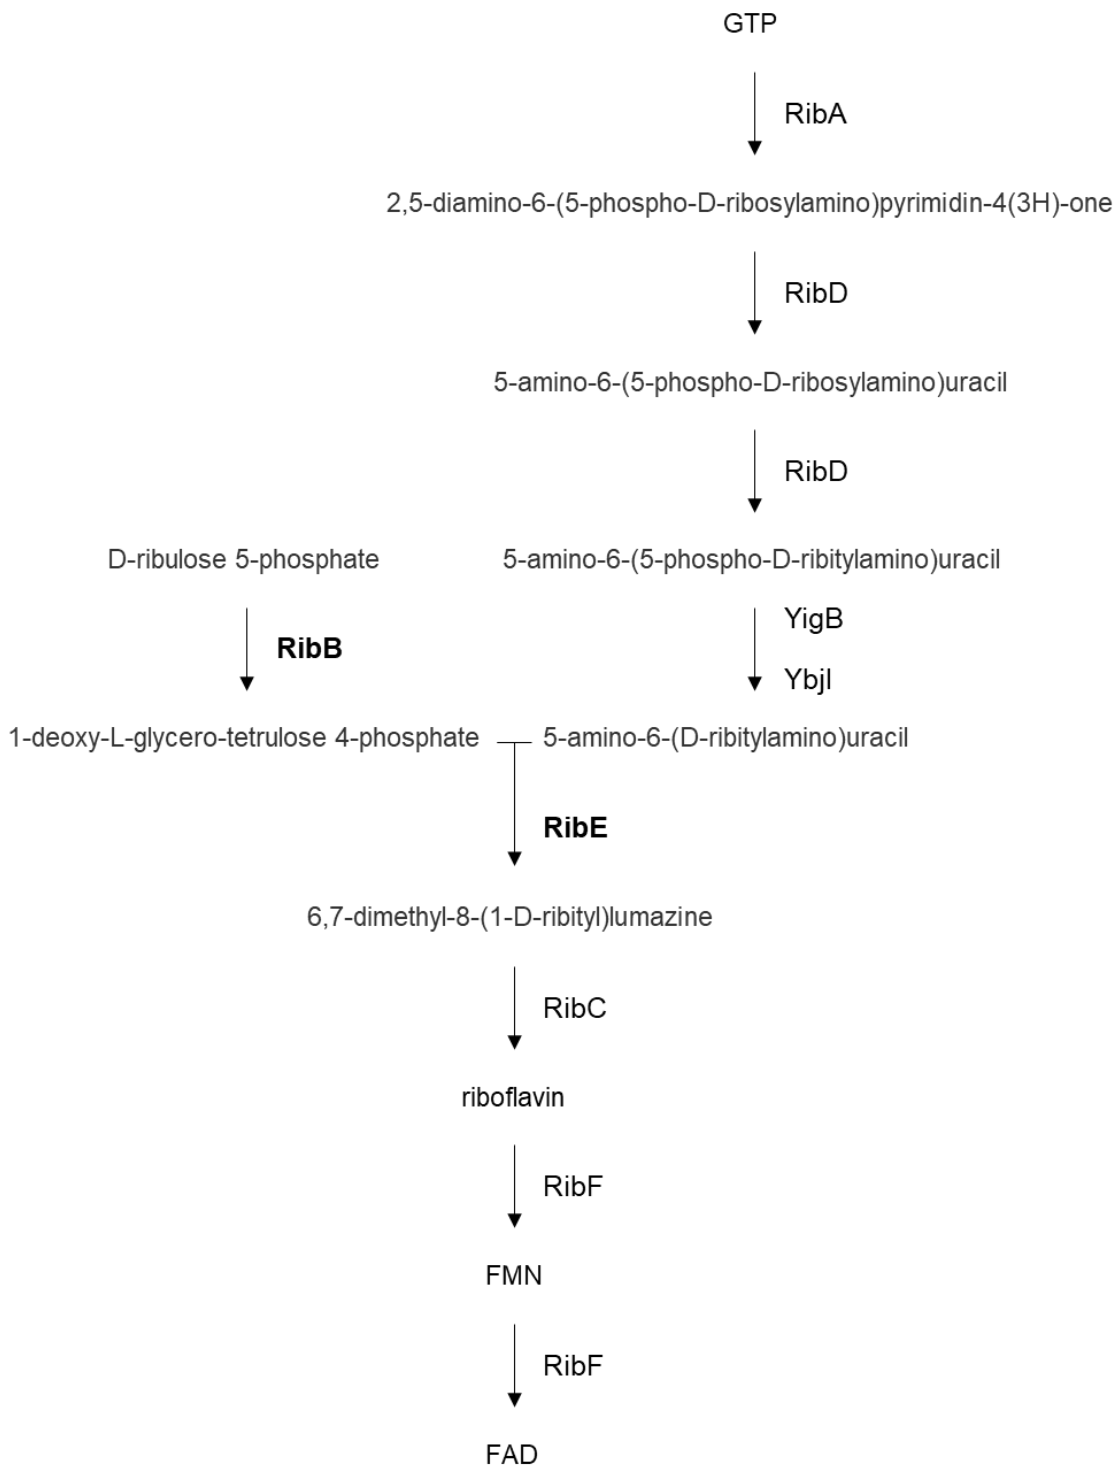 GTP
RibA
2,5-diamino-6-(5-phospho-D-ribosylamino)pyrimidin-4(3H)-one
RibD
5-amino-6-(5-phospho-D-ribosylamino)uracil
RibD
D-ribulose 5-phosphate
5-amino-6-(5-phospho-D-ribitylamino)uracil
RibB
YigB
YbjI
1-deoxy-L-glycero-tetrulose 4-phosphate
5-amino-6-(D-ribitylamino)uracil
RibE
6,7-dimethyl-8-(1-D-ribityl)lumazine
RibC
riboflavin
RibF
FMN
RibF
FAD